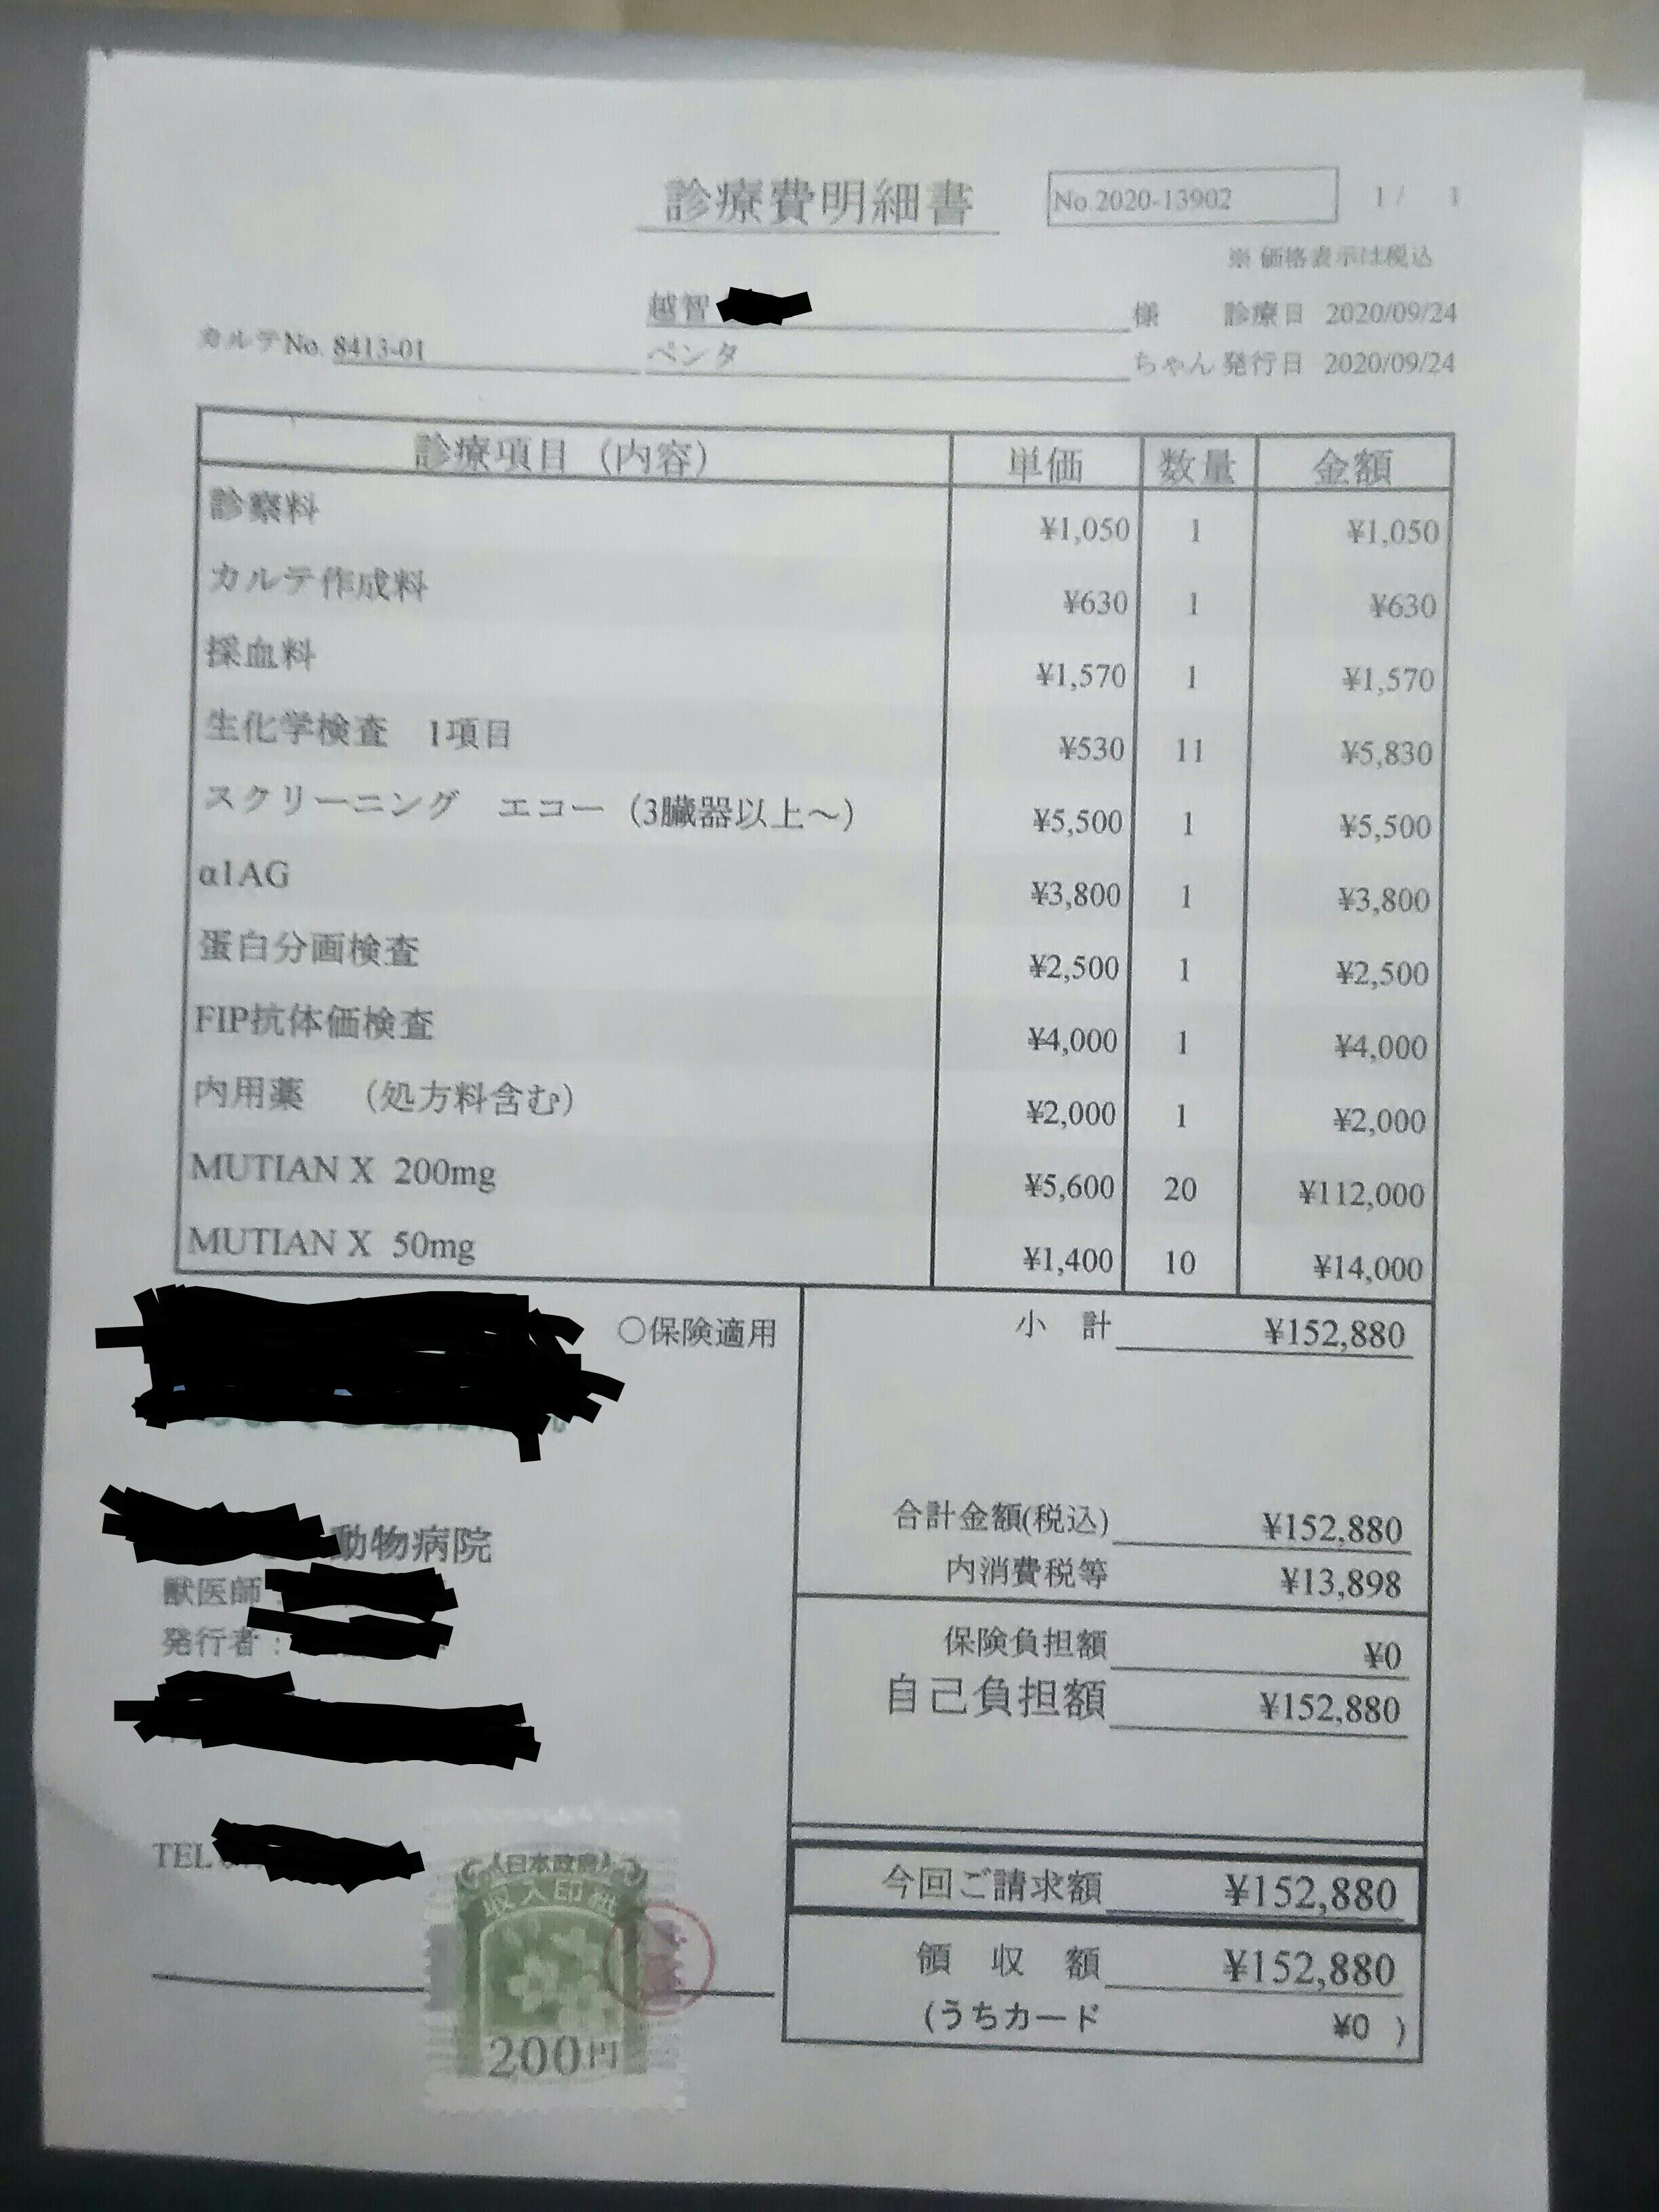 診療費明細書 No.2020-13902 1 / 1
※ 価格表示は税込
越智 様 診療日 2020/09/24
カルテNo. 8413-01 ペンタ ちゃん 発行日 2020/09/24
診療項目（内容） 単価 数量 金額
診察料 ¥1,050 1 ¥1,050
カルテ作成料 ¥630 1 ¥630
採血料 ¥1,570 1 ¥1,570
生化学検査 1項目 ¥530 11 ¥5,830
スクリーニング エコー（3臓器以上～） ¥5,500 1 ¥5,500
α1AG ¥3,800 1 ¥3,800
蛋白分画検査 ¥2,500 1 ¥2,500
FIP抗体価検査 ¥4,000 1 ¥4,000
内用薬 （処方料含む） ¥2,000 1 ¥2,000
MUTIAN X 200mg ¥5,600 20 ¥112,000
MUTIAN X 50mg ¥1,400 10 ¥14,000
○保険適用 小 計 ¥152,880
合計金額(税込) ¥152,880
動物病院
内消費税等 ¥13,898
獣医師
発行者：
保険負担額 ¥0
自己負担額 ¥152,880
TEL
日本政府
収入印紙
200円
今回ご請求額 ¥152,880
領 収 額 ¥152,880
(うちカード ¥0 )